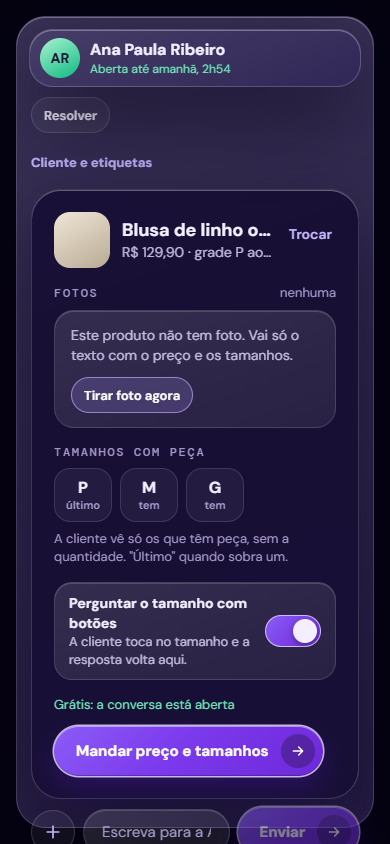 AR
Ana Paula Ribeiro
Aberta até amanhã, 2h54
Resolver
Cliente e etiquetas
Blusa de linho o...
R$ 129,90 · grade P ao...
Trocar
FOTOS
nenhuma
Este produto não tem foto. Vai só o
texto com o preço e os tamanhos.
Tirar foto agora
TAMANHOS COM PEÇA
P
último
M
tem
G
tem
A cliente vê só os que têm peça, sem a
quantidade. "Último" quando sobra um.
Perguntar o tamanho com
botões
A cliente toca no tamanho e a
resposta volta aqui.
Grátis: a conversa está aberta
Mandar preço e tamanhos
Escreva para a
Enviar